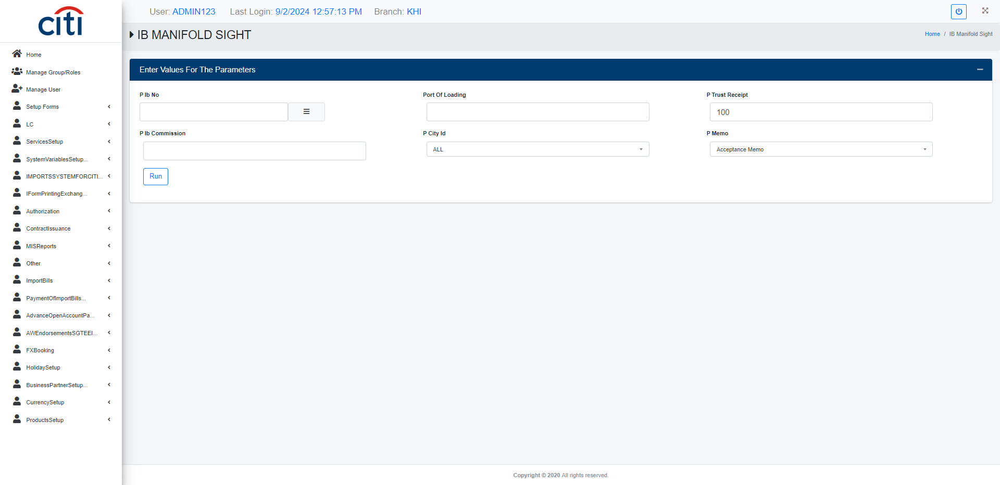 citi
User: ADMIN123 Last Login: 9/2/2024 12:57:13 PM Branch: KHI
IB MANIFOLD SIGHT
Home / IB Manifold Sight
Home
Manage Group/Roles
Manage User
Setup Forms
LC
ServicesSetup
SystemVariablesSetup...
IMPORTSSYSTEMFORCITI...
IFormPrintingExchang...
Authorization
ContractIssuance
MISReports
Other
ImportBills
PaymentOfImportBills...
AdvanceOpenAccountPa...
AWEndorsementsSGTEEI...
FXBooking
HolidaySetup
BusinessPartnerSetup...
CurrencySetup
ProductsSetup
Enter Values For The Parameters
P Ib No
Port Of Loading
P Trust Receipt
100
P Ib Commission
P City Id
ALL
P Memo
Acceptance Memo
Run
Copyright © 2020 All rights reserved.